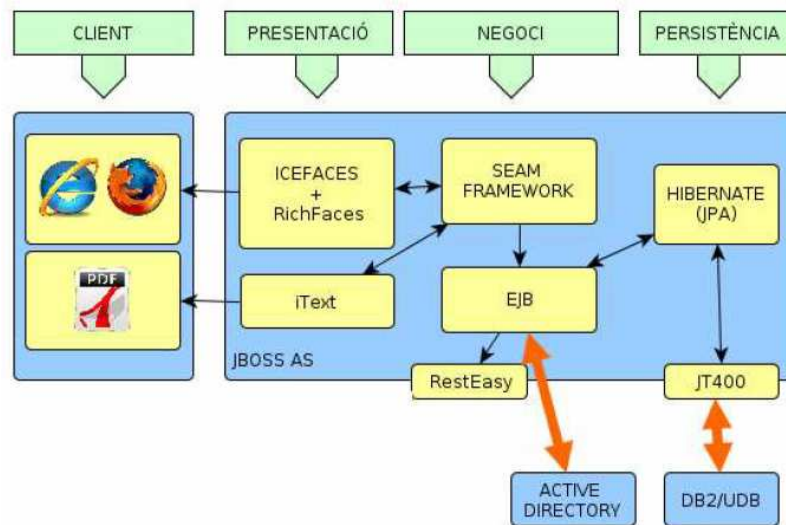 CLIENT
PRESENTACIÓ
NEGOCI
PERSISTÈNCIA
ICEFACES
+
RichFaces
SEAM
FRAMEWORK
HIBERNATE
(JPA)
PDF
iText
EJB
JBOSS AS
RestEasy
JT400
ACTIVE
DIRECTORY
DB2/UDB